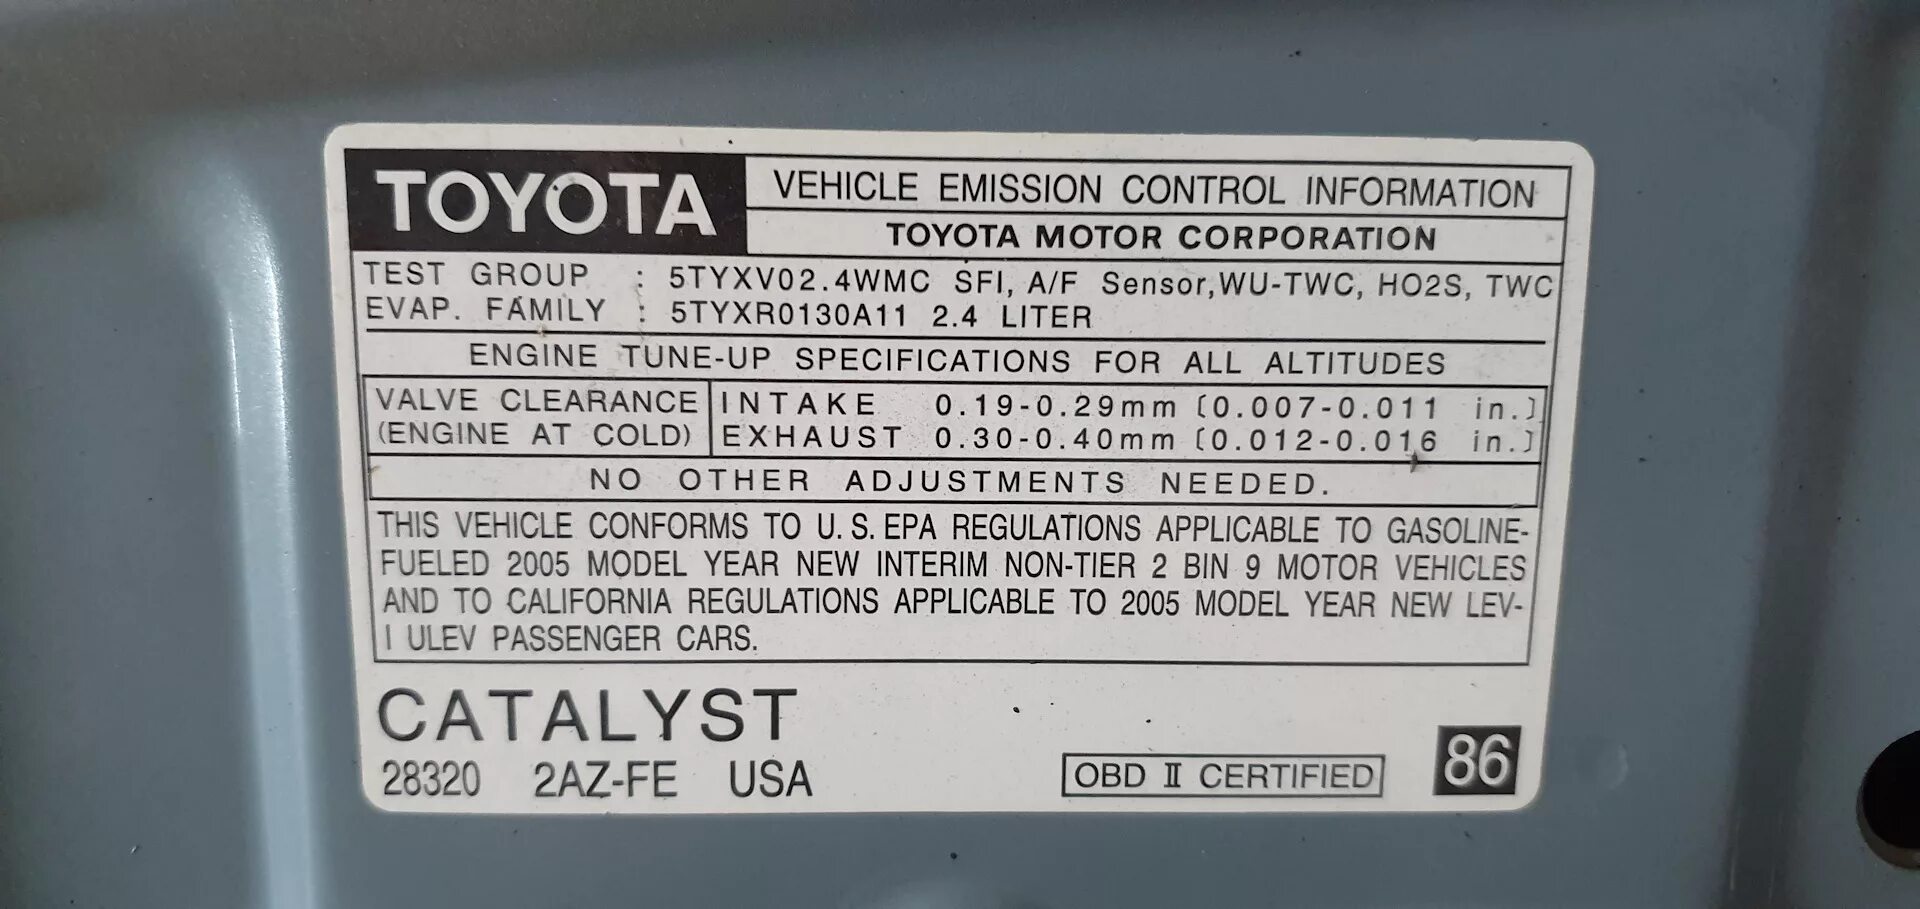 TOYOTA VEHICLE EMISSION CONTROL INFORMATION
TOYOTA MOTOR CORPORATION
TEST GROUP : 5TYXV02.4WMC SFI, A/F Sensor,WU-TWC, HO2S, TWC
EVAP. FAMILY : 5TYXR0130A11 2.4 LITER
ENGINE TUNE-UP SPECIFICATIONS FOR ALL ALTITUDES
VALVE CLEARANCE INTAKE 0.19-0.29mm [0.007-0.011 in.]
(ENGINE AT COLD) EXHAUST 0.30-0.40mm [0.012-0.016 in.]
NO OTHER ADJUSTMENTS NEEDED.
THIS VEHICLE CONFORMS TO U.S.EPA REGULATIONS APPLICABLE TO GASOLINE-
FUELED 2005 MODEL YEAR NEW INTERIM NON-TIER 2 BIN 9 MOTOR VEHICLES
AND TO CALIFORNIA REGULATIONS APPLICABLE TO 2005 MODEL YEAR NEW LEV-
I ULEV PASSENGER CARS.
CATALYST
28320 2AZ-FE USA OBD II CERTIFIED 86